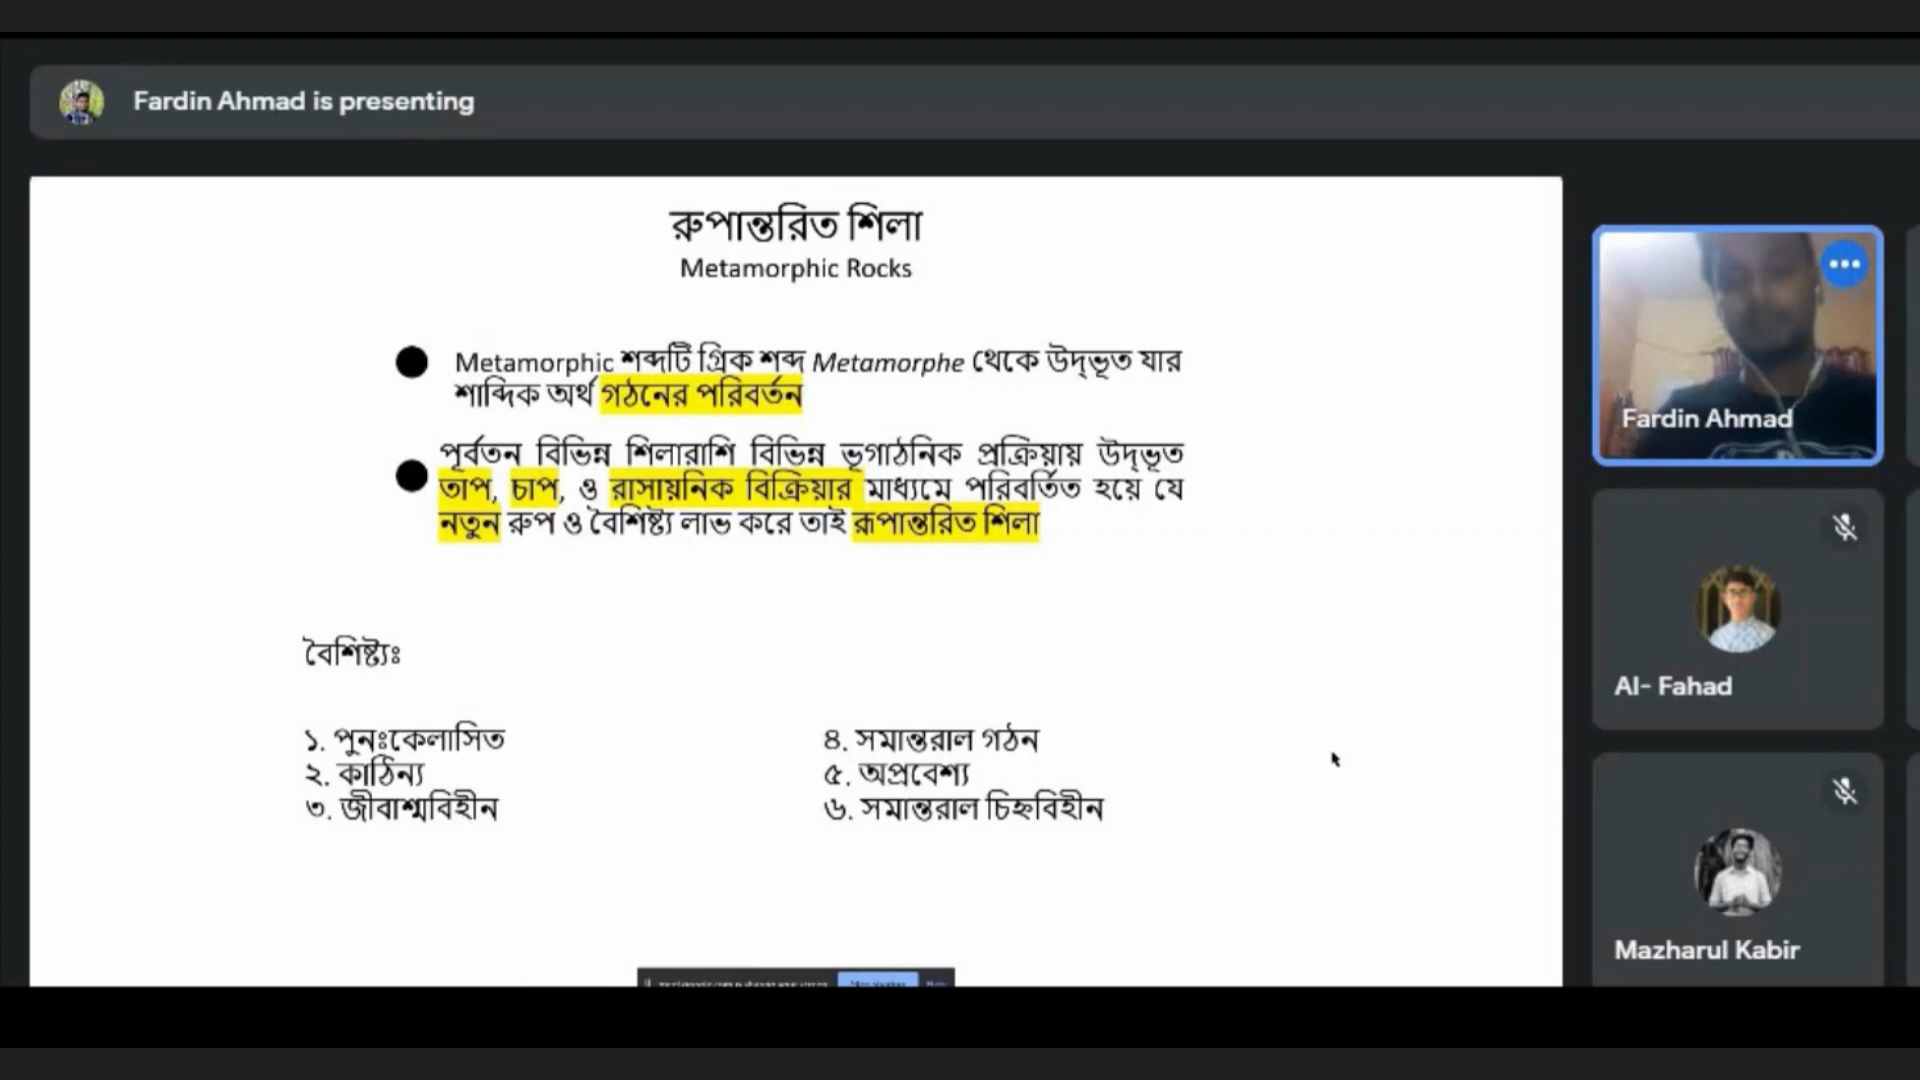 Fardin Ahmad is presenting
রুপান্তরিত শিলা
Metamorphic Rocks
Metamorphic শব্দটি গ্রিক শব্দ Metamorphe থেকে উদ্ভূত যার
শাব্দিক অর্থ গঠনের পরিবর্তন
পূর্বতন বিভিন্ন শিলারাশি বিভিন্ন ভূগাঠনিক প্রক্রিয়ায় উদ্ভূত
তাপ, চাপ, ও রাসায়নিক বিক্রিয়ার মাধ্যমে পরিবর্তিত হয়ে যে
নতুন রুপ ও বৈশিষ্ট্য লাভ করে তাই রূপান্তরিত শিলা
বৈশিষ্ট্যঃ
১. পুনঃকেলাসিত
২. কাঠিন্য
৩. জীবাশ্মবিহীন
৪. সমান্তরাল গঠন
৫. অপ্রবেশ্য
৬. সমান্তরাল চিহ্নবিহীন
Fardin Ahmad
Al- Fahad
Mazharul Kabir